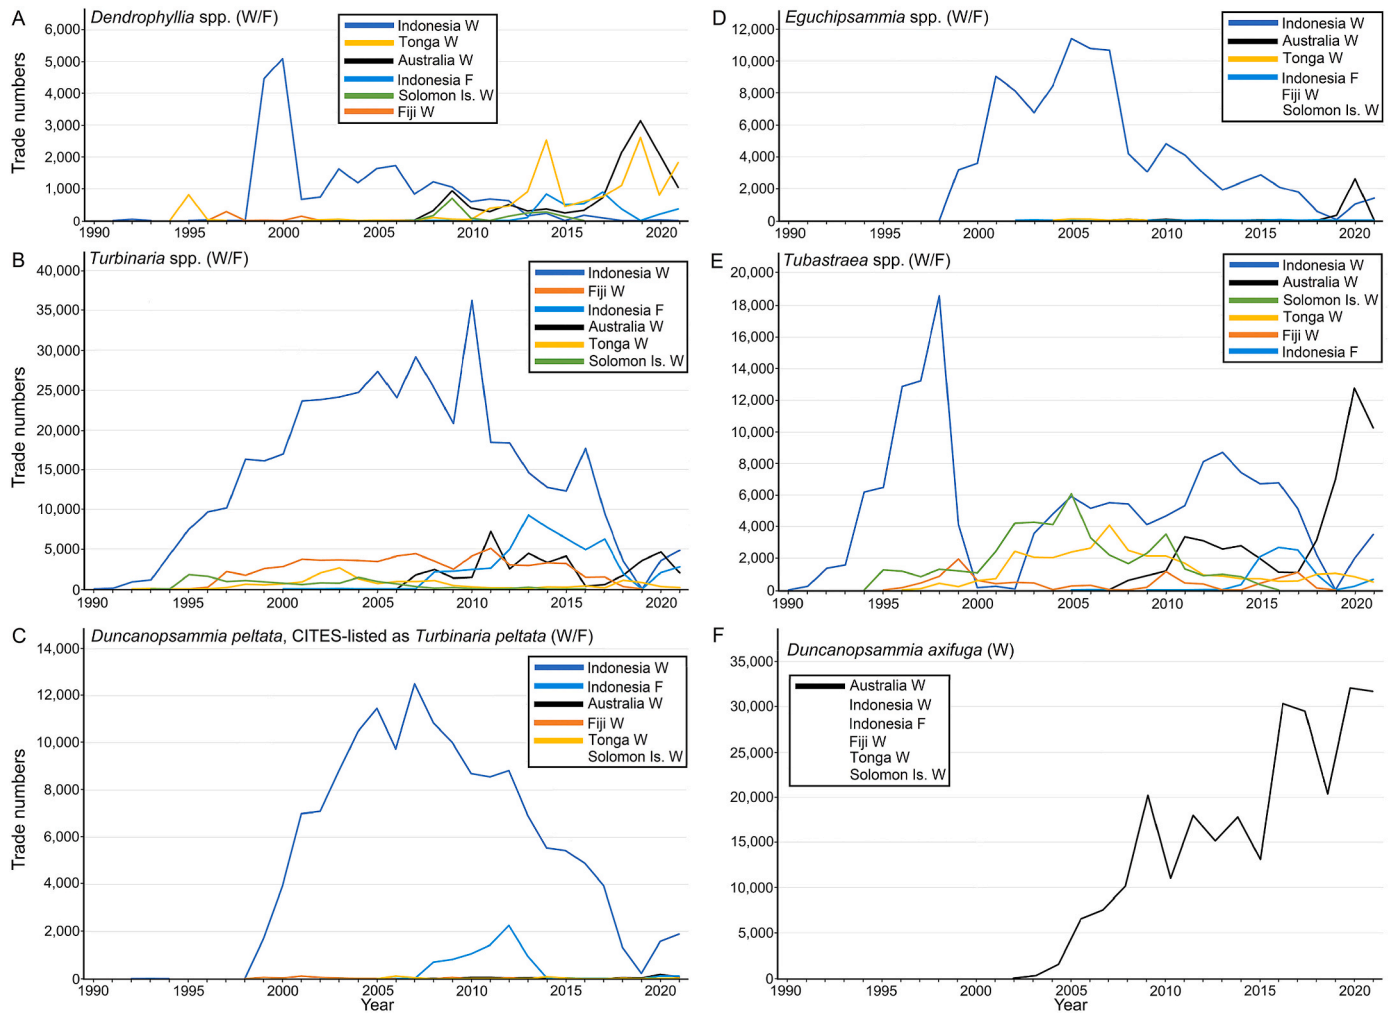 A
Dendrophyllia spp. (W/F)
Indonesia W
Tonga W
Australia W
Indonesia F
Solomon Is. W
Fiji W
Trade numbers
6,000
5,000
4,000
3,000
2,000
1,000
0
1990 1995 2000 2005 2010 2015 2020
D
Eguchipsammia spp. (W/F)
Indonesia W
Australia W
Tonga W
Indonesia F
Fiji W
Solomon Is. W
12,000
10,000
8,000
6,000
4,000
2,000
0
1990 1995 2000 2005 2010 2015 2020
B
Turbinaria spp. (W/F)
Indonesia W
Fiji W
Indonesia F
Australia W
Tonga W
Solomon Is. W
Trade numbers
40,000
35,000
30,000
25,000
20,000
15,000
10,000
5,000
0
1990 1995 2000 2005 2010 2015 2020
E
Tubastraea spp. (W/F)
Indonesia W
Australia W
Solomon Is. W
Tonga W
Fiji W
Indonesia F
20,000
18,000
16,000
14,000
12,000
10,000
8,000
6,000
4,000
2,000
0
1990 1995 2000 2005 2010 2015 2020
C
Duncanopsammia peltata, CITES-listed as Turbinaria peltata (W/F)
Indonesia W
Indonesia F
Australia W
Fiji W
Tonga W
Solomon Is. W
Trade numbers
14,000
12,000
10,000
8,000
6,000
4,000
2,000
0
1990 1995 2000 2005 2010 2015 2020
Year
F
Duncanopsammia axifuga (W)
Australia W
Indonesia W
Indonesia F
Fiji W
Tonga W
Solomon Is. W
35,000
30,000
25,000
20,000
15,000
10,000
5,000
0
1990 1995 2000 2005 2010 2015 2020
Year